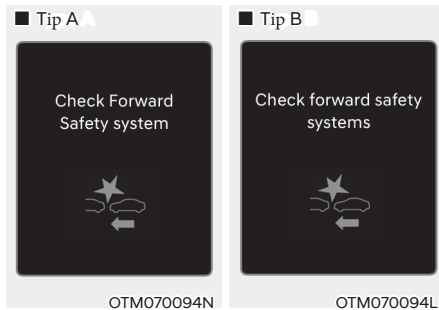 ■ Tip A
Check Forward
Safety system
OTM070094N
■ Tip B
Check forward safety
systems
OTM070094L